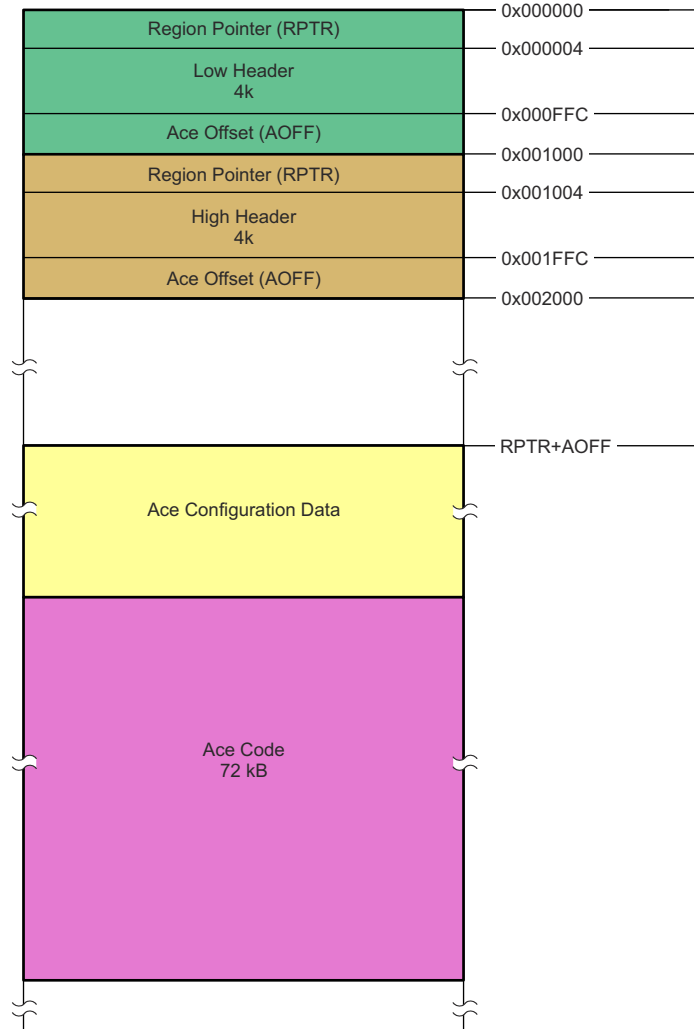 0x000000
Region Pointer (RPTR)
0x000004
Low Header
4k
0x000FFC
Ace Offset (AOFF)
0x001000
Region Pointer (RPTR)
0x001004
High Header
4k
0x001FFC
Ace Offset (AOFF)
0x002000
RPTR+AOFF
Ace Configuration Data
Ace Code
72 kB